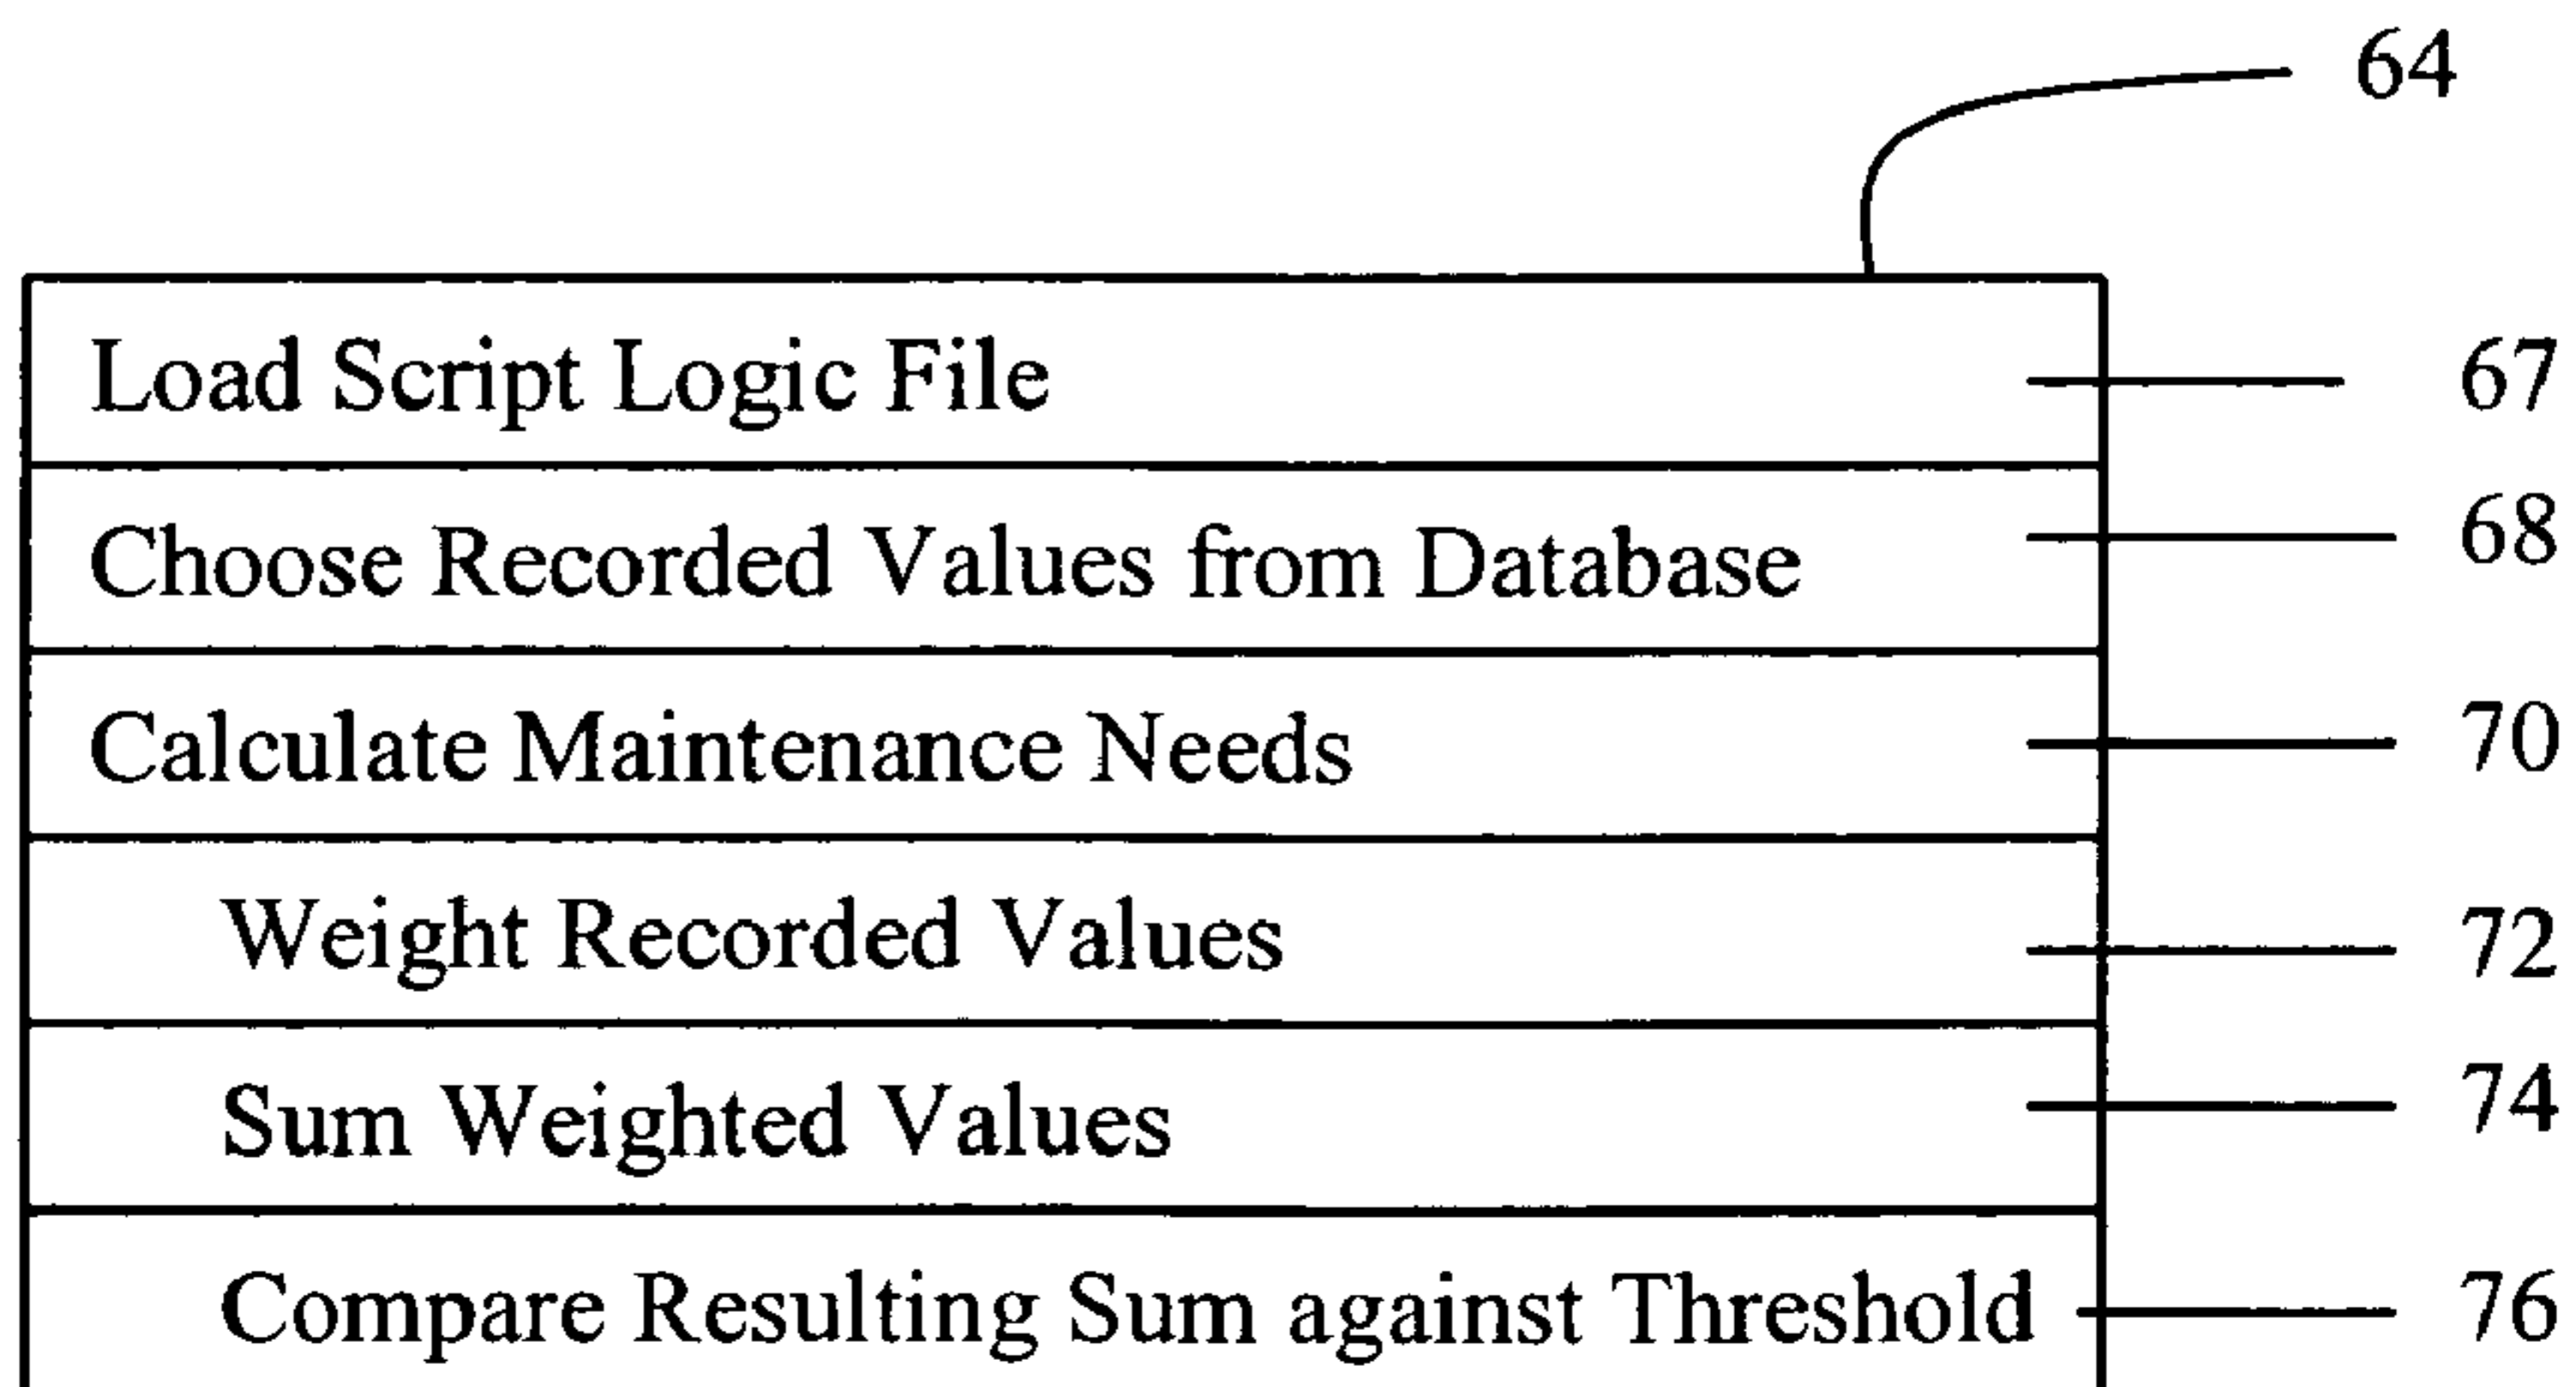 64
Load Script Logic File 67
Choose Recorded Values from Database 68
Calculate Maintenance Needs 70
Weight Recorded Values 72
Sum Weighted Values 74
Compare Resulting Sum against Threshold 76